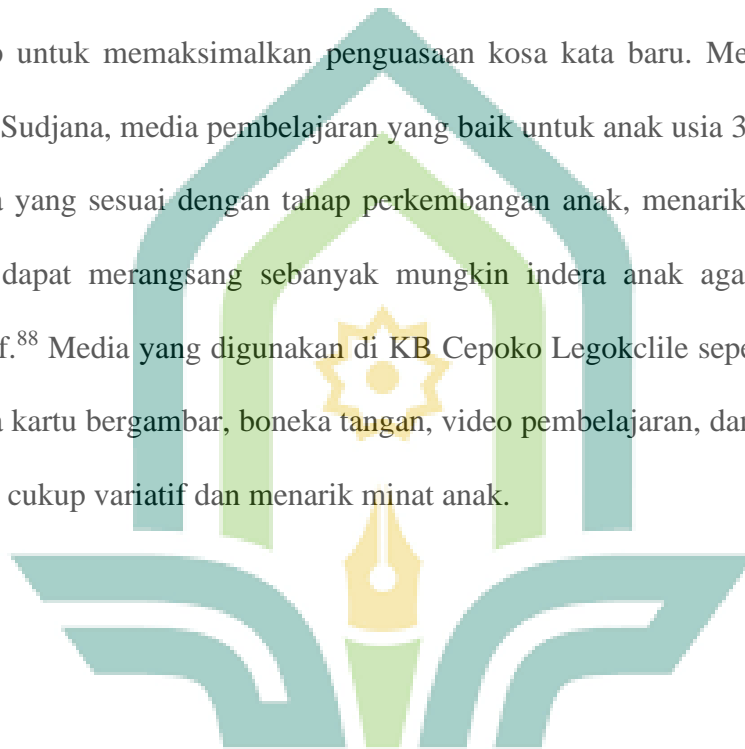 untuk memaksimalkan penguasaan kosa kata baru. Me
Sudjana, media pembelajaran yang baik untuk anak usia 3
yang sesuai dengan tahap perkembangan anak, menarik
dapat merangsang sebanyak mungkin indera anak aga
f.88 Media yang digunakan di KB Cepoko Legokclile sepe
kartu bergambar, boneka tangan, video pembelajaran, dan
cukup variatif dan menarik minat anak.